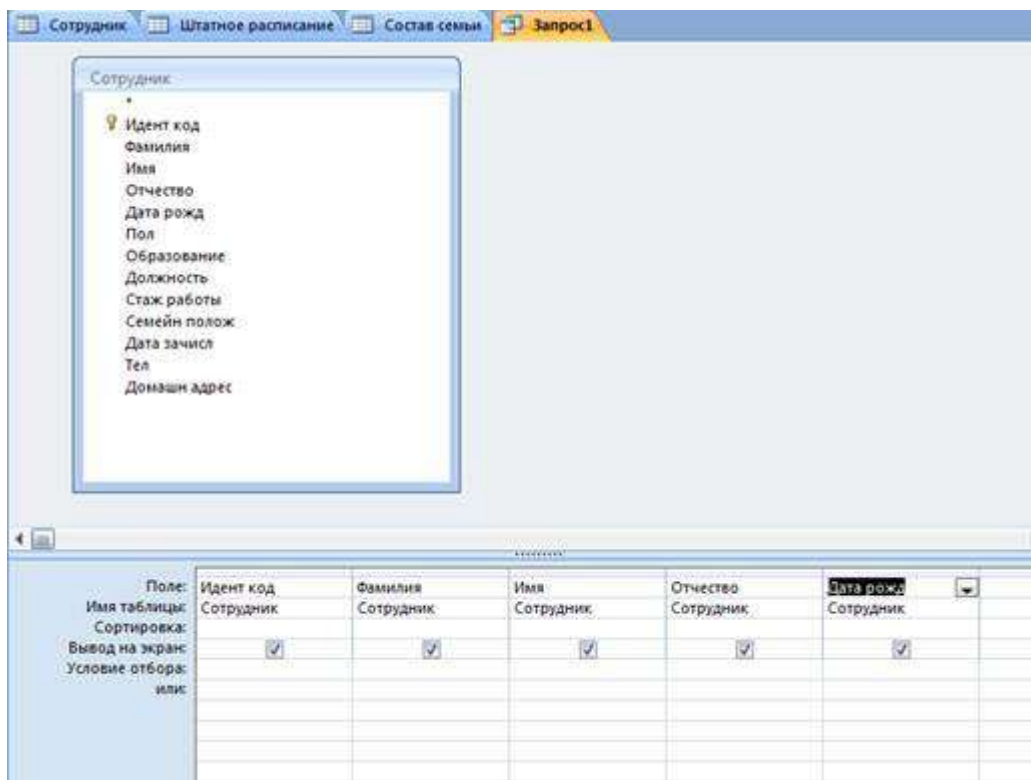 Сотрудник Штатное расписание Состав семьи Запрос1
Сотрудник
*
Идент код
Фамилия
Имя
Отчество
Дата рожд
Пол
Образование
Должность
Стаж работы
Семейн полож
Дата зачисл
Тел
Домашн адрес
Поле: Идент код Фамилия Имя Отчество Дата рожд
Имя таблицы: Сотрудник Сотрудник Сотрудник Сотрудник Сотрудник
Сортировка:
Вывод на экран:
Условие отбора:
или: